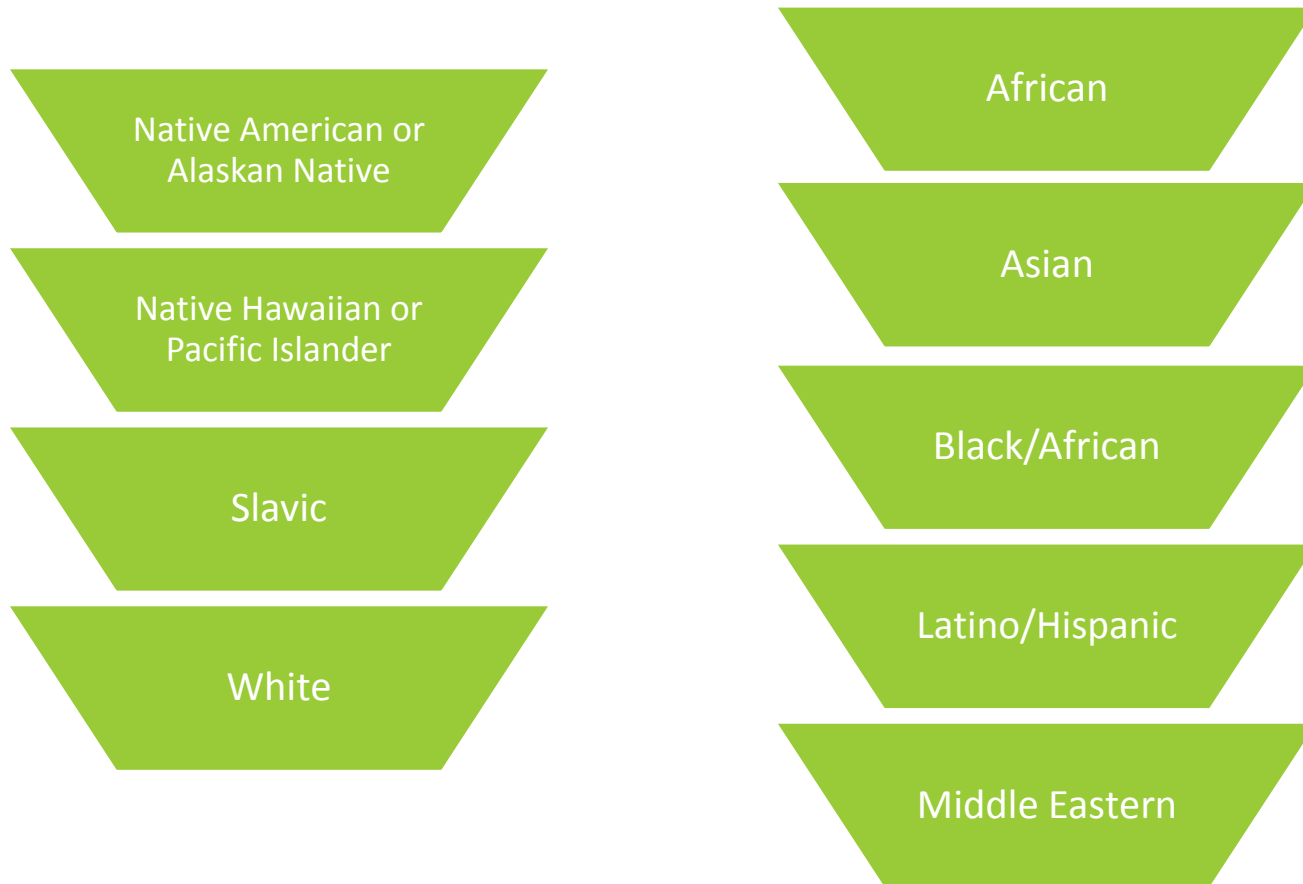 Native American or
Alaskan Native
Native Hawaiian or
Pacific Islander
Slavic
White
African
Asian
Black/African
Latino/Hispanic
Middle Eastern